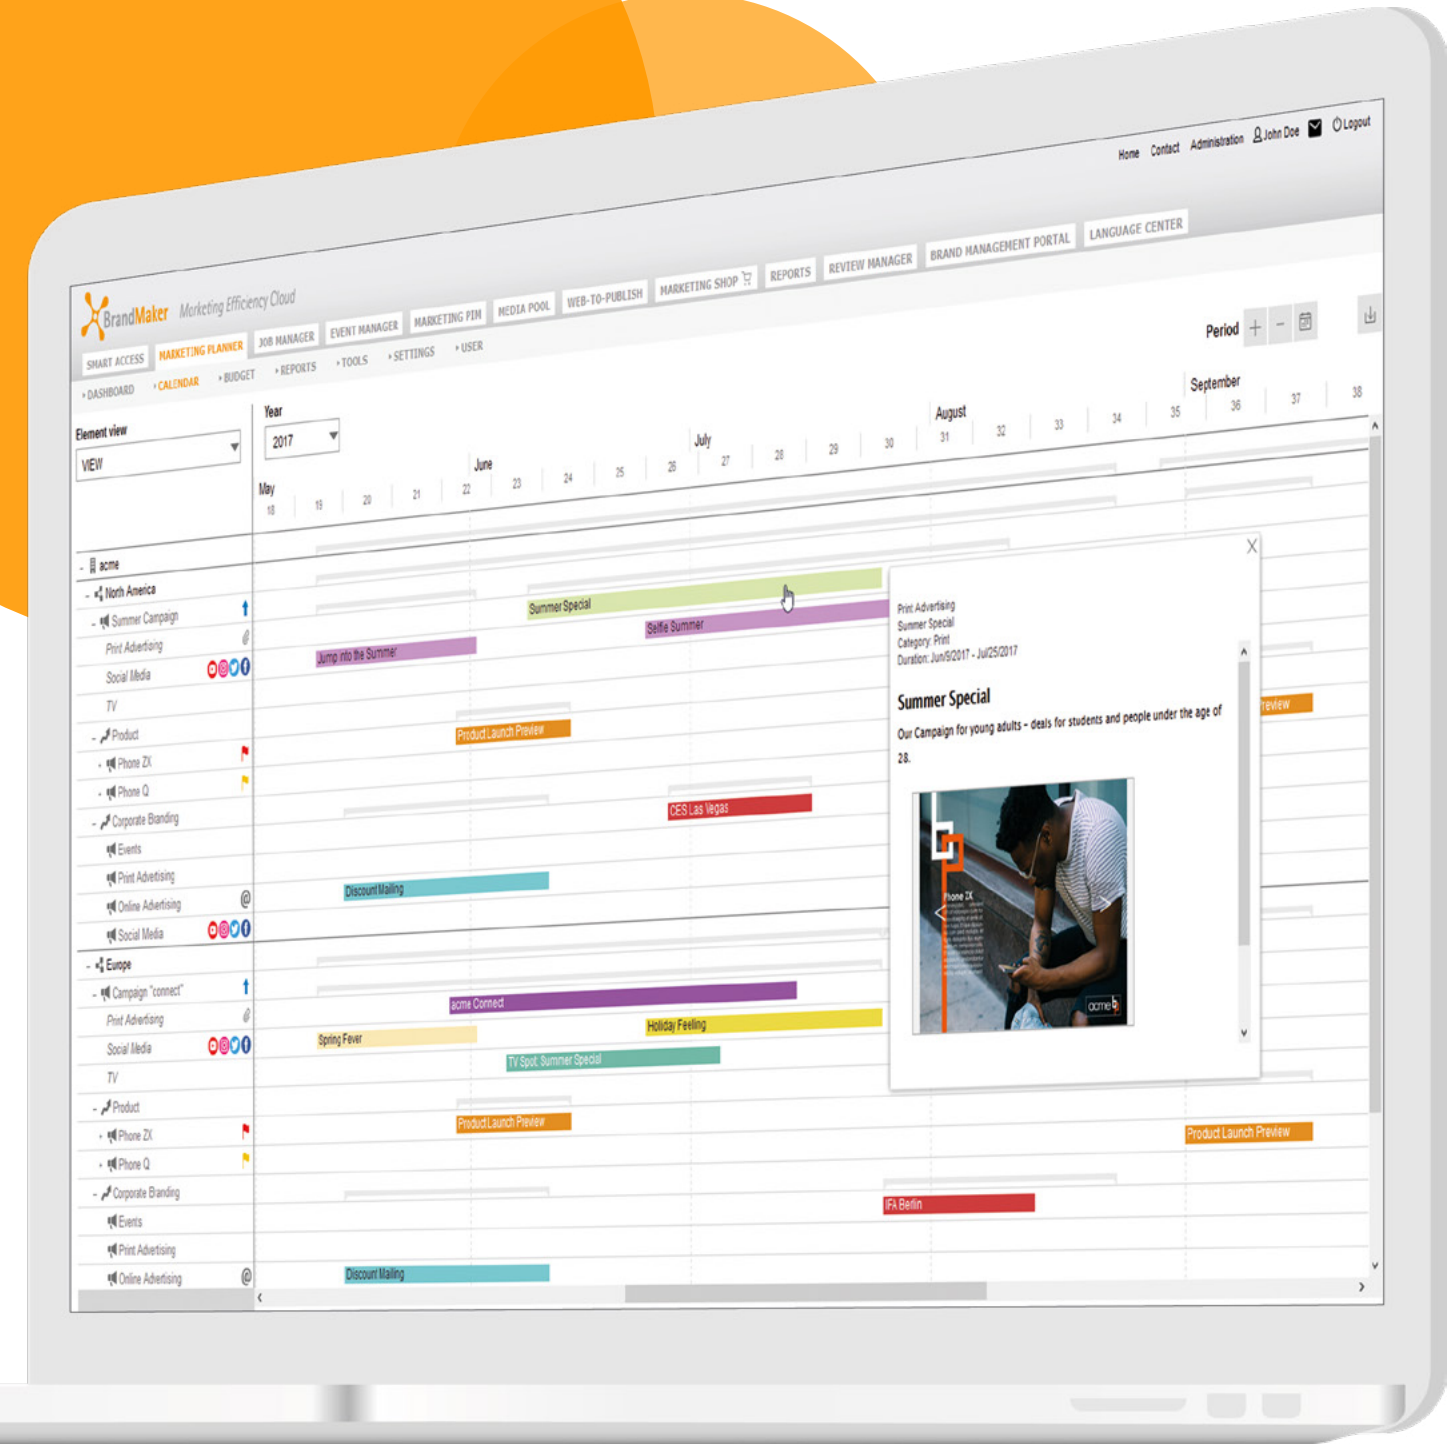 Home Contact Administration John Doe Logout
BrandMaker Marketing Efficiency Cloud
SMART ACCESS MARKETING PLANNER JOB MANAGER EVENT MANAGER MARKETING PIM MEDIA POOL WEB-TO-PUBLISH MARKETING SHOP REPORTS REVIEW MANAGER BRAND MANAGEMENT PORTAL LANGUAGE CENTER
DASHBOARD CALENDAR BUDGET REPORTS TOOLS SETTINGS USER
Period + -
Element view
VIEW
Year
2017
May June July August September
18 19 20 21 22 23 24 25 26 27 28 29 30 31 32 33 34 35 36 37 38
- acme
- North America
- Summer Campaign
Print Advertising
Summer Special
Social Media
Jump into the Summer
Selfie Summer
TV
- Product
- Phone ZX
Product Launch Preview
review
- Phone Q
- Corporate Branding
Events
CES Las Vegas
Print Advertising
Online Advertising @
Discount Mailing
Social Media
- Europe
- Campaign "connect"
Print Advertising
acme Connect
Social Media
Spring Fever
Holiday Feeling
TV
TV Spot: Summer Special
- Product
Phone ZX
Product Launch Preview
Product Launch Preview
Phone Q
- Corporate Branding
Events
IFA Berlin
Print Advertising
Online Advertising @
Discount Mailing
X
Print Advertising
Summer Special
Category: Print
Duration: Jun/9/2017 - Jul/25/2017
Summer Special
Our Campaign for young adults – deals for students and people under the age of
28.
Phone ZX
acme